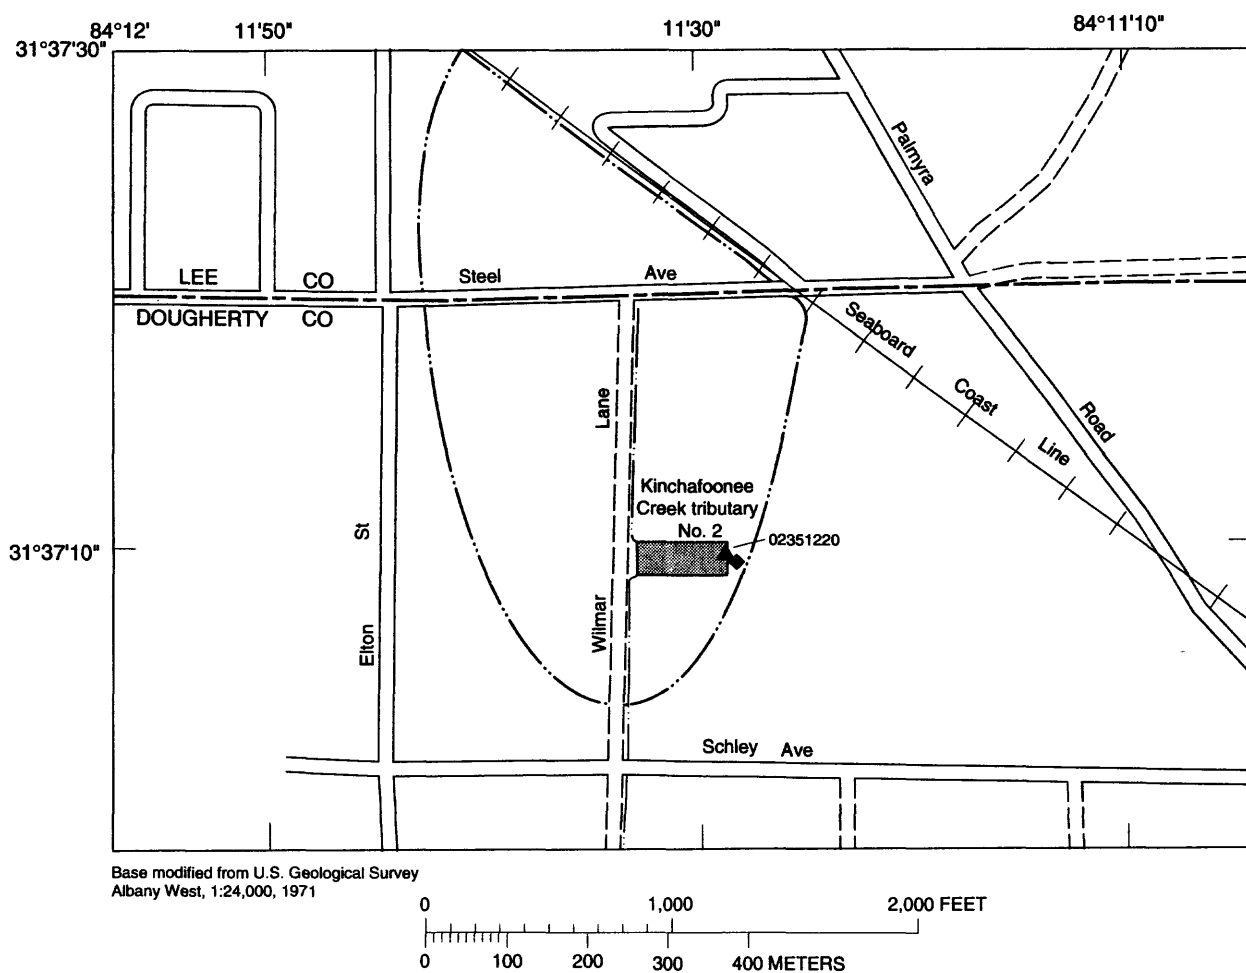 84°12' 11'50" 11'30" 84°11'10"
31°37'30"
Palmyra
LEE CO Steel Ave
DOUGHERTY CO
Seaboard Coast Line
Road
Lane
Kinchafoonee
Creek tributary
No. 2
02351220
31°37'10"
St
Elton
Wilmar
Schley Ave
Base modified from U.S. Geological Survey
Albany West, 1:24,000, 1971
0 1,000 2,000 FEET
0 100 200 300 400 METERS